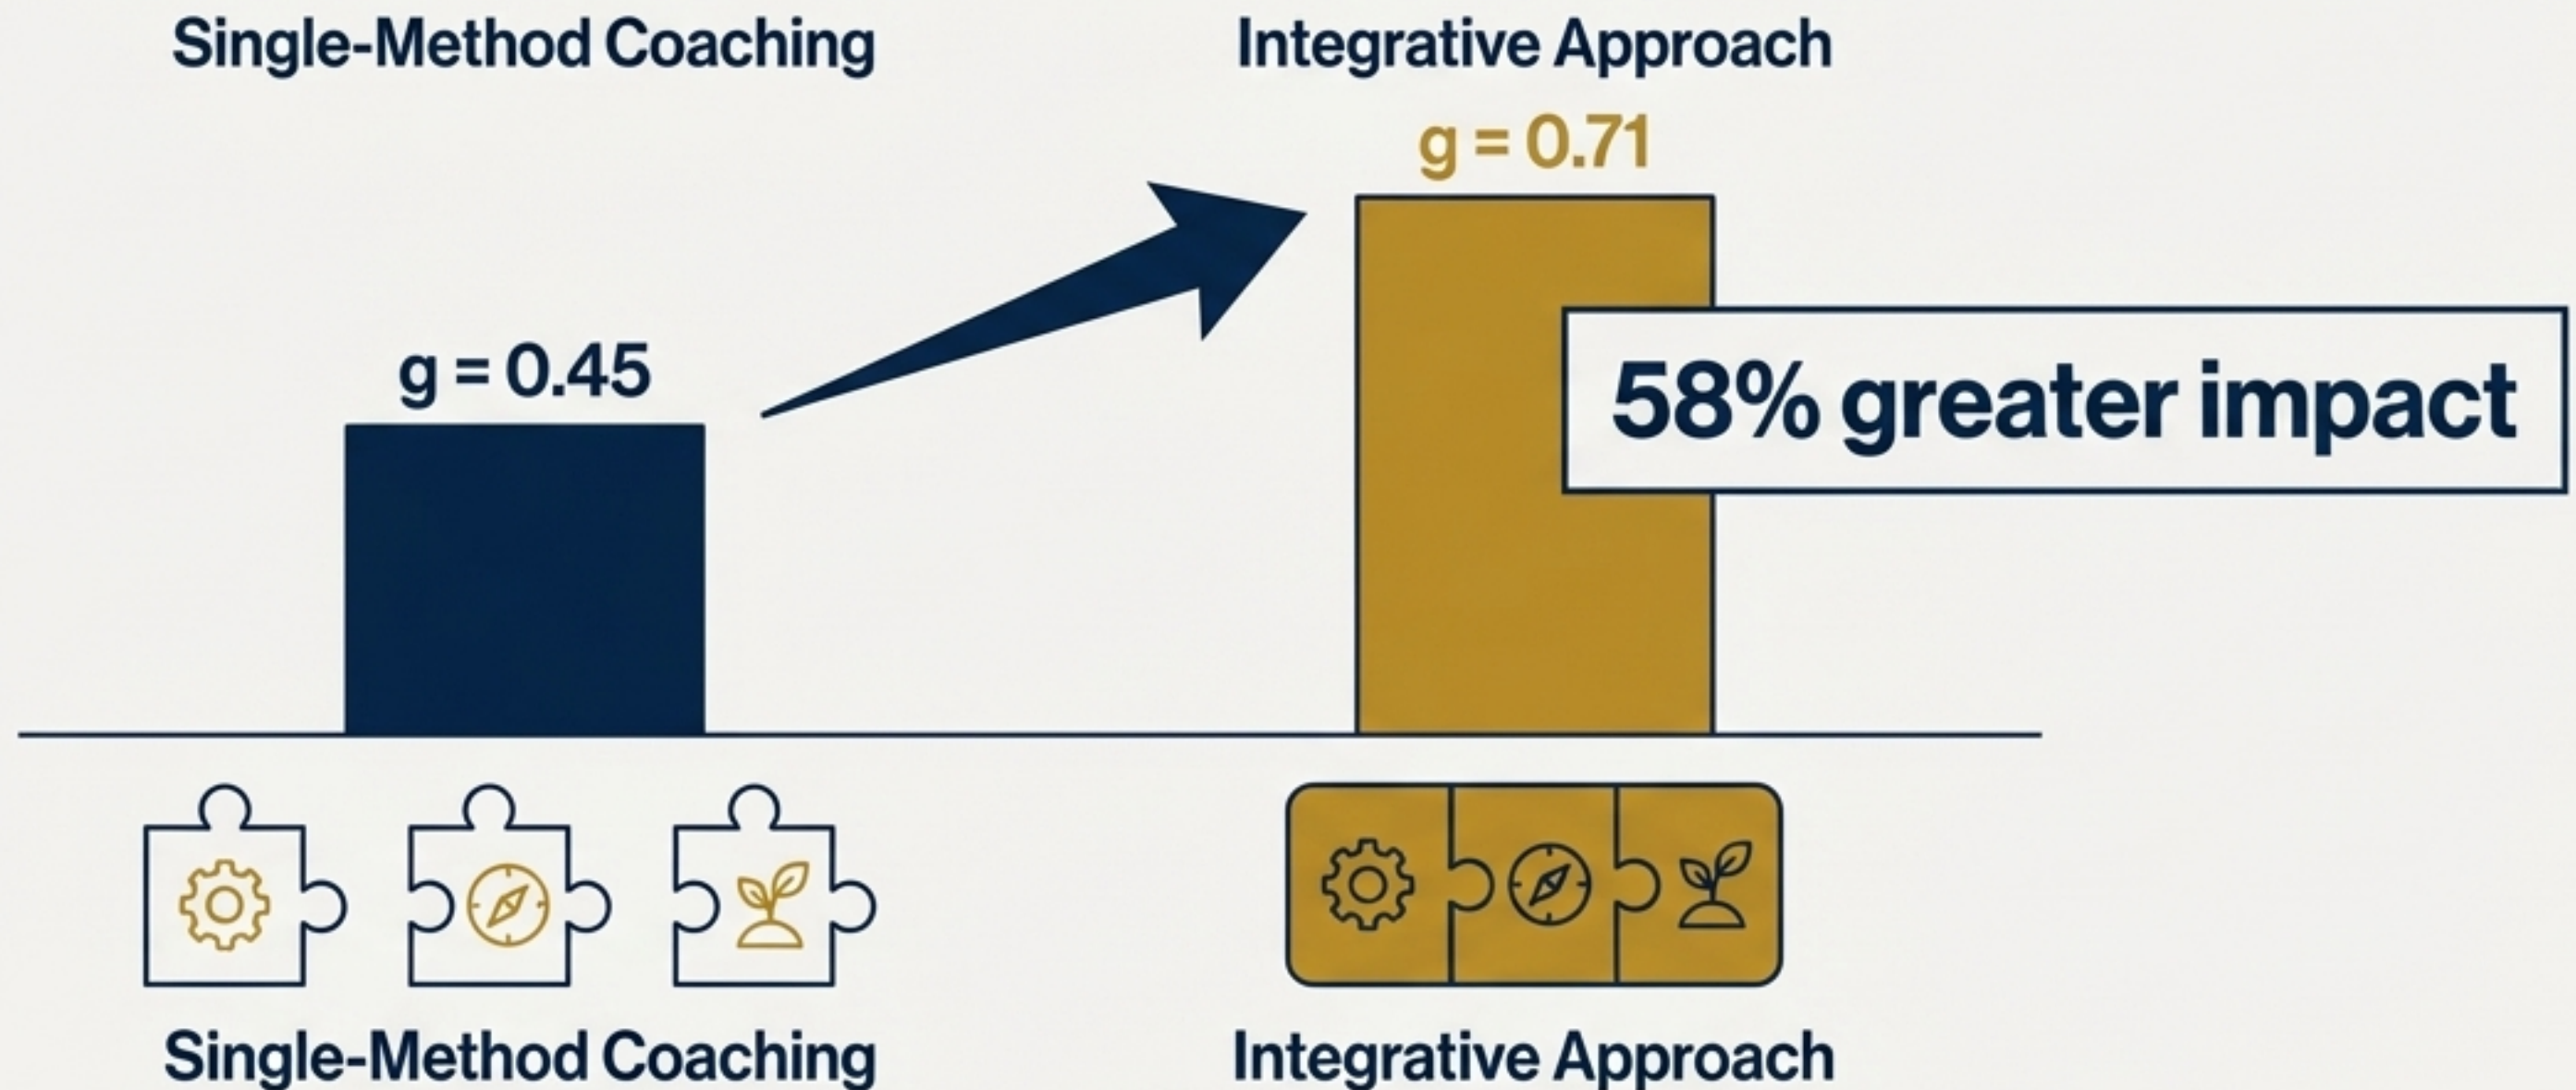 Single-Method Coaching
Integrative Approach
g = 0.71
g = 0.45
58% greater impact
Single-Method Coaching
Integrative Approach